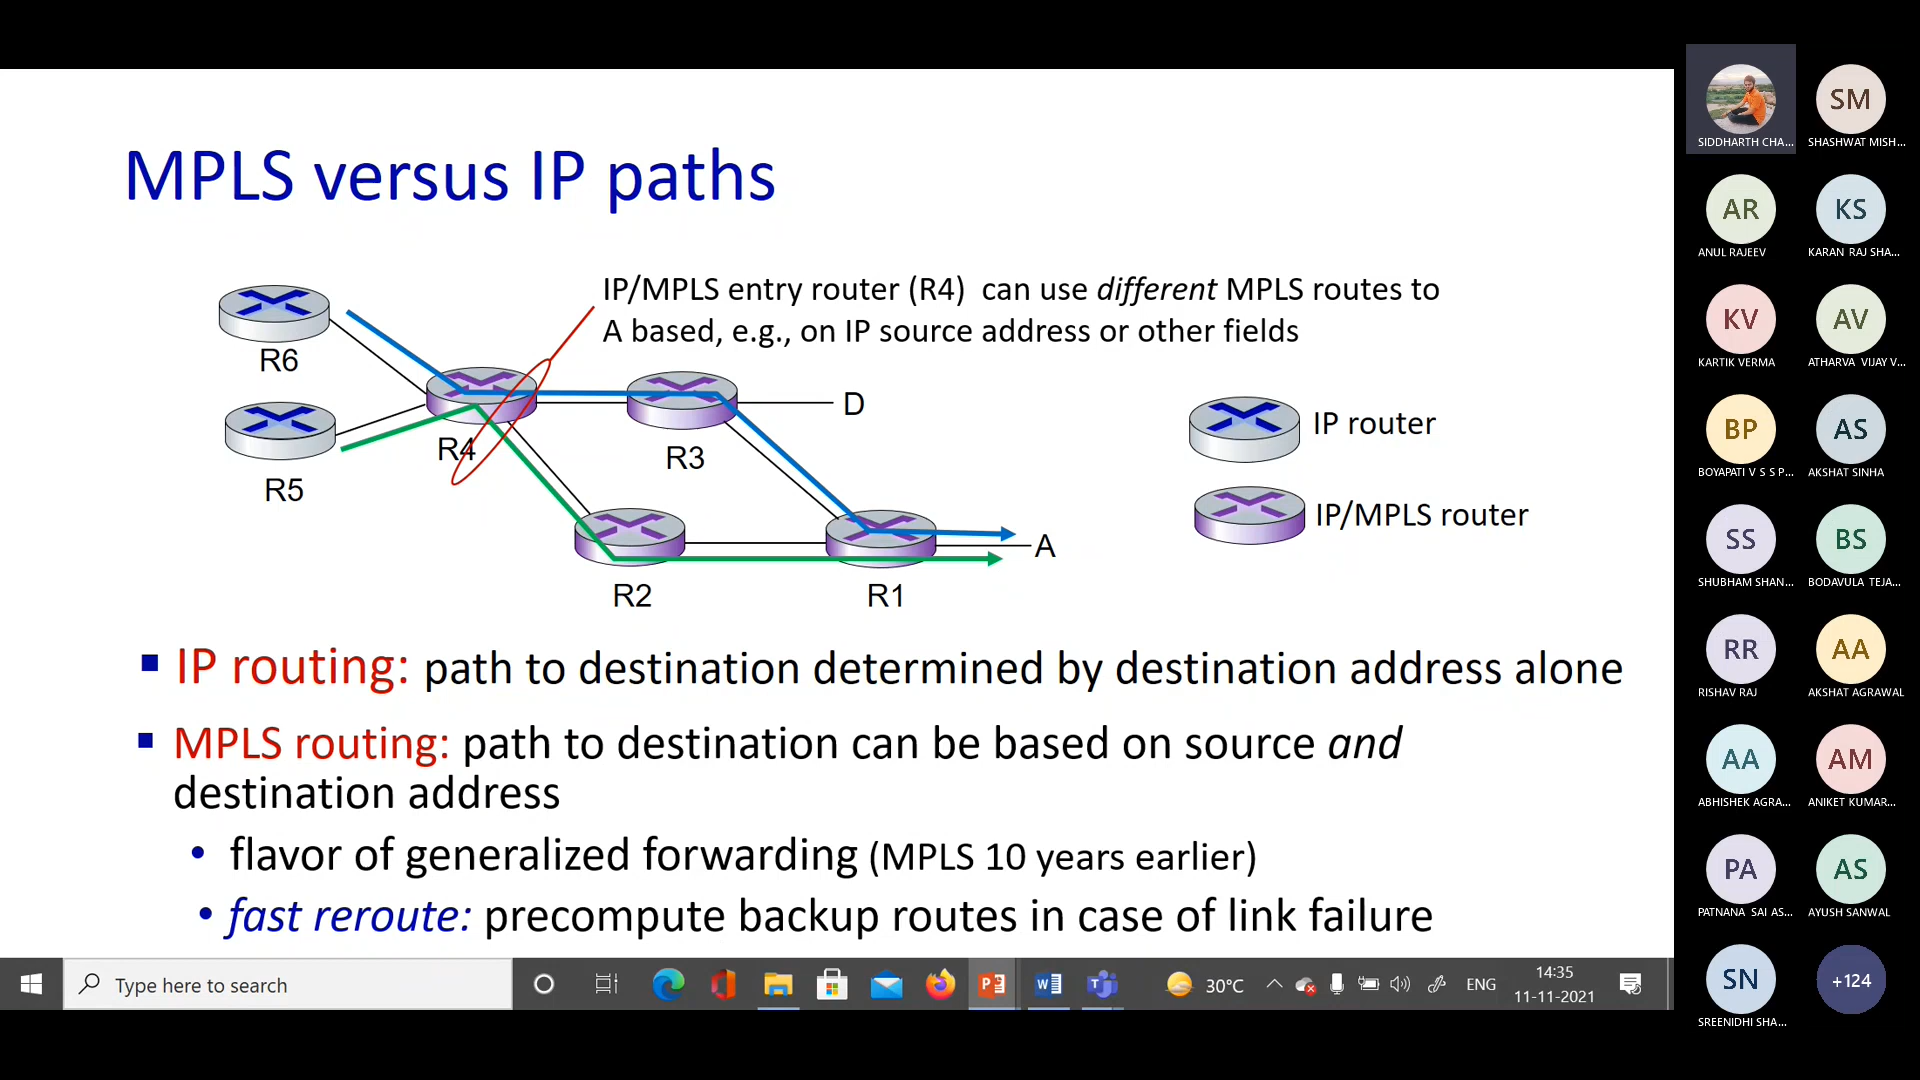 MPLS versus IP paths
IP/MPLS entry router (R4) can use different MPLS routes to
A based, e.g., on IP source address or other fields
R6
R5
R4
R3
D
R2
R1
A
IP router
IP/MPLS router
IP routing: path to destination determined by destination address alone
MPLS routing: path to destination can be based on source and
destination address
flavor of generalized forwarding (MPLS 10 years earlier)
fast reroute: precompute backup routes in case of link failure
Type here to search
30°C
ENG
14:35
11-11-2021
SIDDHARTH CHA...
SM
SHASHWAT MISH...
AR
ANUL RAJEEV
KS
KARAN RAJ SHA...
KV
KARTIK VERMA
AV
ATHARVA VIJAY V...
BP
BOYAPATI V S S P...
AS
AKSHAT SINHA
SS
SHUBHAM SHAN...
BS
BODAVULA TEJA...
RR
RISHAV RAJ
AA
AKSHAT AGRAWAL
AA
ABHISHEK AGRA...
AM
ANIKET KUMAR...
PA
PATNANA SAI AS...
AS
AYUSH SANWAL
SN
SREENIDHI SHA...
+124